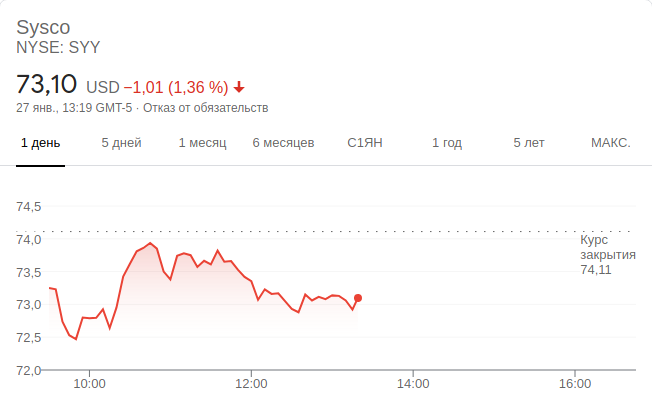 Sysco
NYSE: SYY
73,10 USD −1,01 (1,36 %)
27 янв., 13:19 GMT-5 · Отказ от обязательств
1 день 5 дней 1 месяц 6 месяцев С1ЯН 1 год 5 лет МАКС.
74,5
74,0
Курс
закрытия
74,11
73,5
73,0
72,5
72,0
10:00 12:00 14:00 16:00